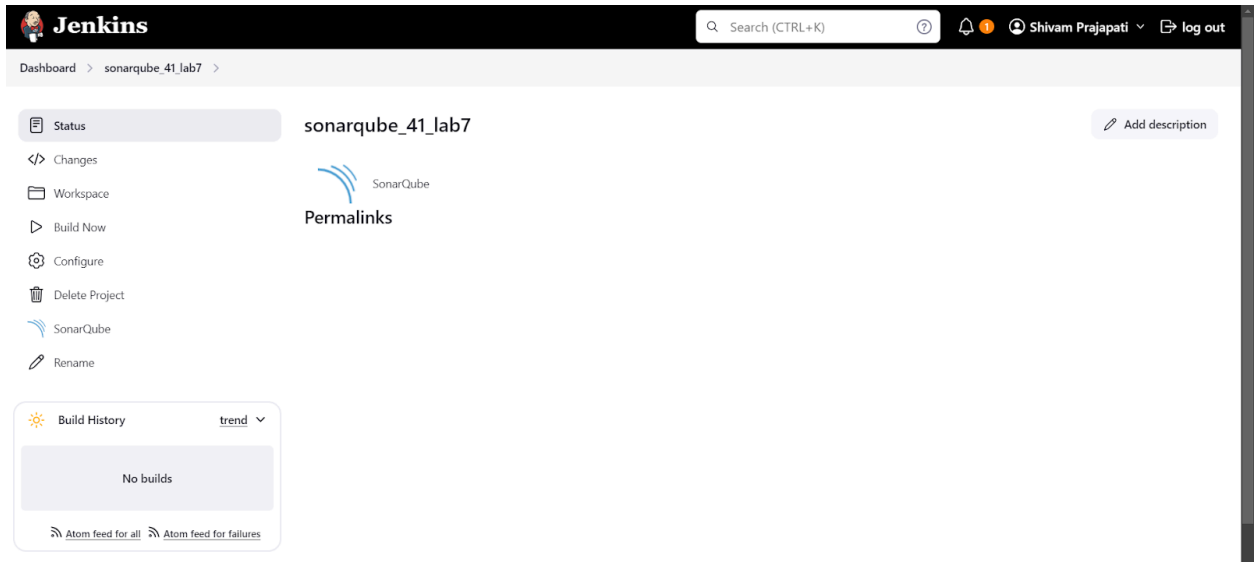 Jenkins
Search (CTRL+K)
?
1
Shivam Prajapati
log out
Dashboard > sonarqube_41_lab7 >
Status
Changes
Workspace
Build Now
Configure
Delete Project
SonarQube
Rename
sonarqube_41_lab7
Add description
SonarQube
Permalinks
Build History
trend
No builds
Atom feed for all
Atom feed for failures